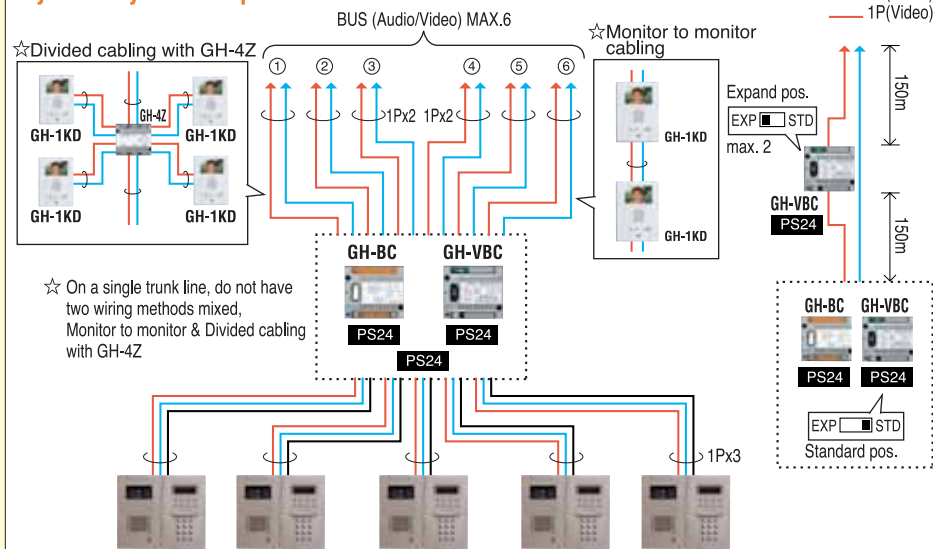 1P(Video)
BUS (Audio/Video) MAX.6
☆Divided cabling with GH-4Z
① ② ③ ④ ⑤ ⑥
GH-4Z
GH-1KD
GH-1KD
GH-1KD
GH-1KD
1Px2 1Px2
☆Monitor to monitor
cabling
GH-1KD
GH-1KD
Expand pos.
EXP STD
max. 2
GH-VBC
PS24
150m
150m
GH-BC GH-VBC
PS24 PS24
PS24
☆ On a single trunk line, do not have
two wiring methods mixed,
Monitor to monitor & Divided cabling
with GH-4Z
GH-BC GH-VBC
PS24 PS24
EXP STD
Standard pos.
1Px3